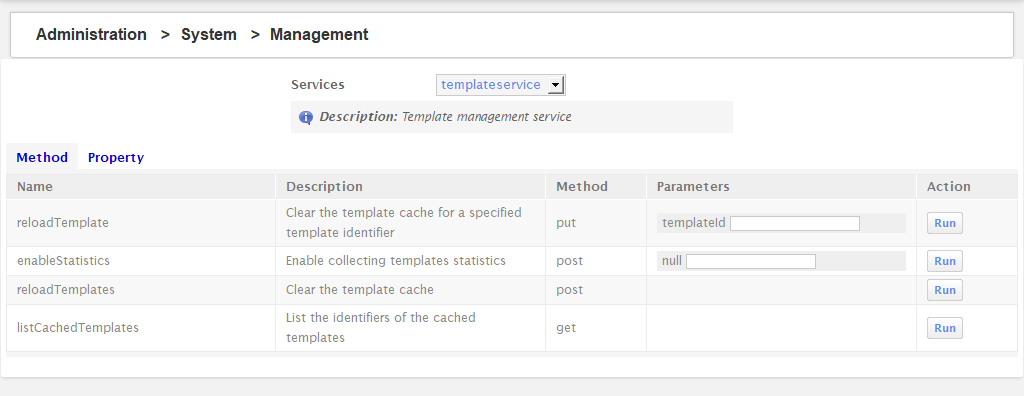 Administration > System > Management
Services templateservice
Description: Template management service
Method Property
Name Description Method Parameters Action
reloadTemplate Clear the template cache for a specified template identifier put templateId Run
enableStatistics Enable collecting templates statistics post null Run
reloadTemplates Clear the template cache post Run
listCachedTemplates List the identifiers of the cached templates get Run